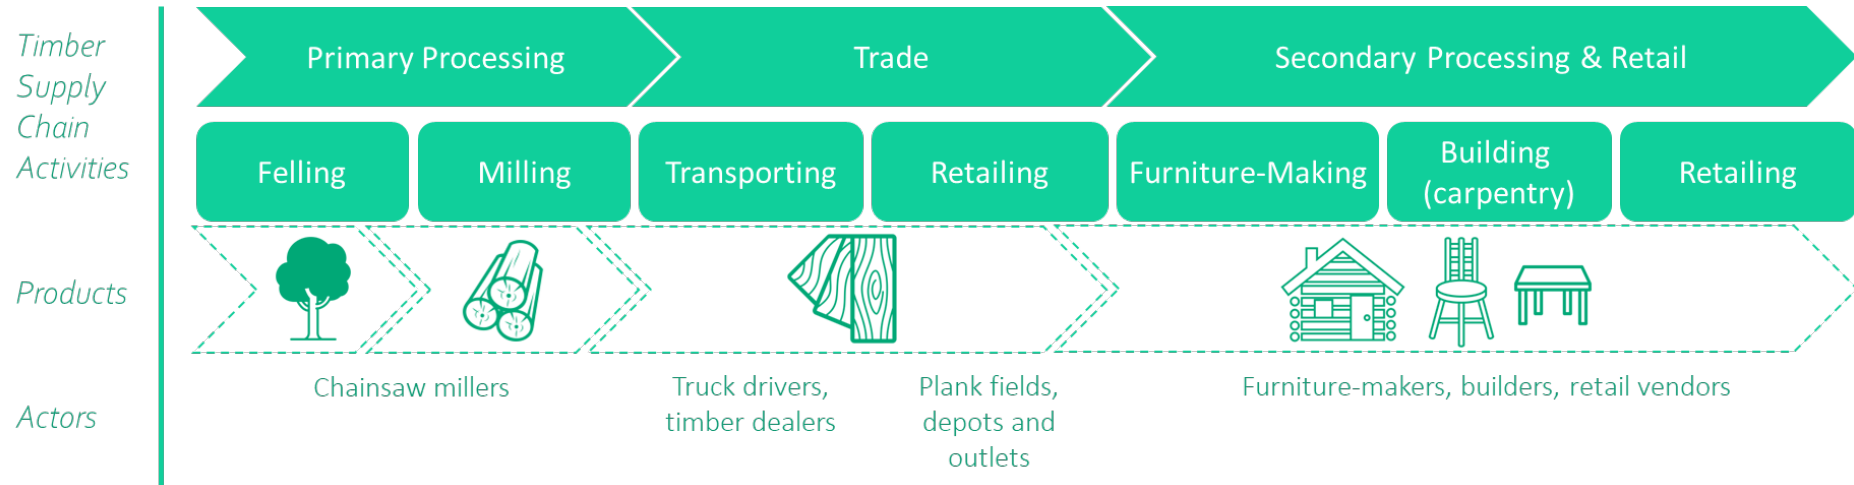 Timber
Supply
Chain
Activities
Primary Processing
Trade
Secondary Processing & Retail
Felling
Milling
Transporting
Retailing
Furniture-Making
Building
(carpentry)
Retailing
Products
Actors
Chainsaw millers
Truck drivers,
timber dealers
Plank fields,
depots and
outlets
Furniture-makers, builders, retail vendors